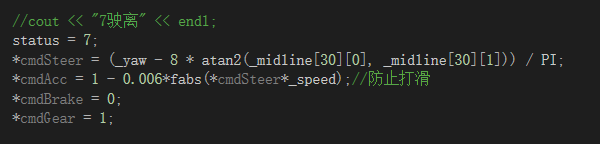 //cout << "7驶离" << endl;
status = 7;
*cmdSteer = (_yaw - 8 * atan2(_midline[30][0], _midline[30][1])) / PI;
*cmdAcc = 1 - 0.006*fabs(*cmdSteer*_speed);//防止打滑
*cmdBrake = 0;
*cmdGear = 1;